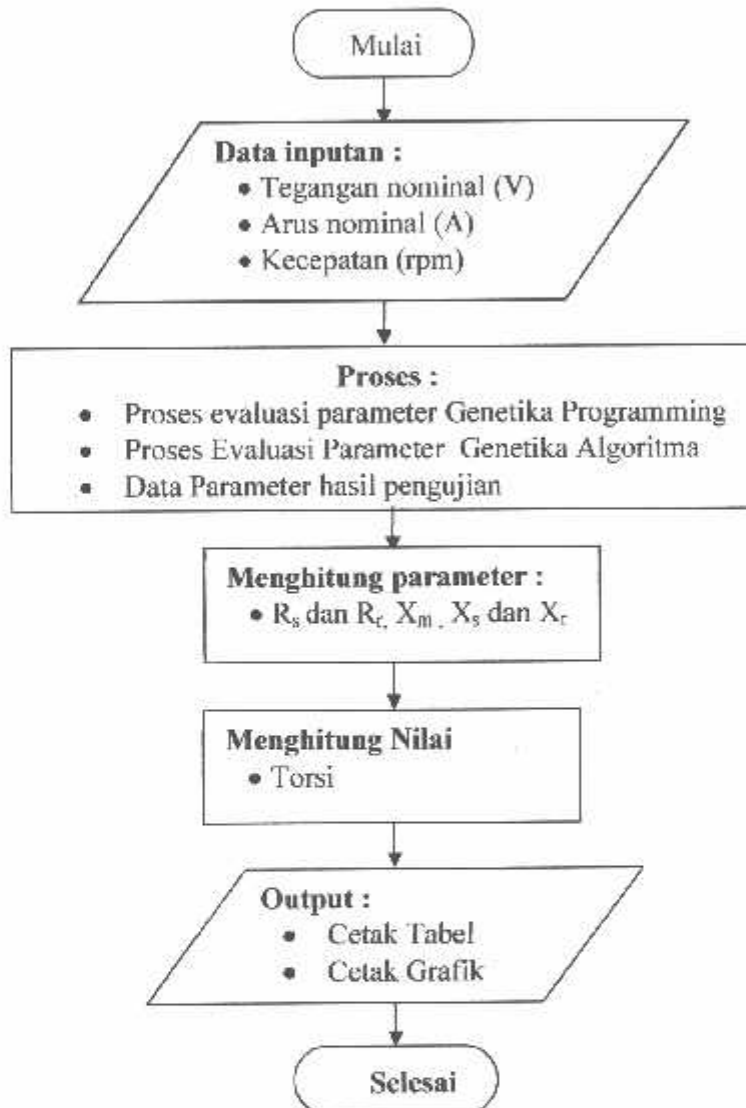 Mulai
Data inputan :
• Tegangan nominal (V)
• Arus nominal (A)
• Kecepatan (rpm)
Proses :
• Proses evaluasi parameter Genetika Programming
• Proses Evaluasi Parameter Genetika Algoritma
• Data Parameter hasil pengujian
Menghitung parameter :
• Rs dan Rr, Xm , Xs dan Xr
Menghitung Nilai
• Torsi
Output :
• Cetak Tabel
• Cetak Grafik
Selesai